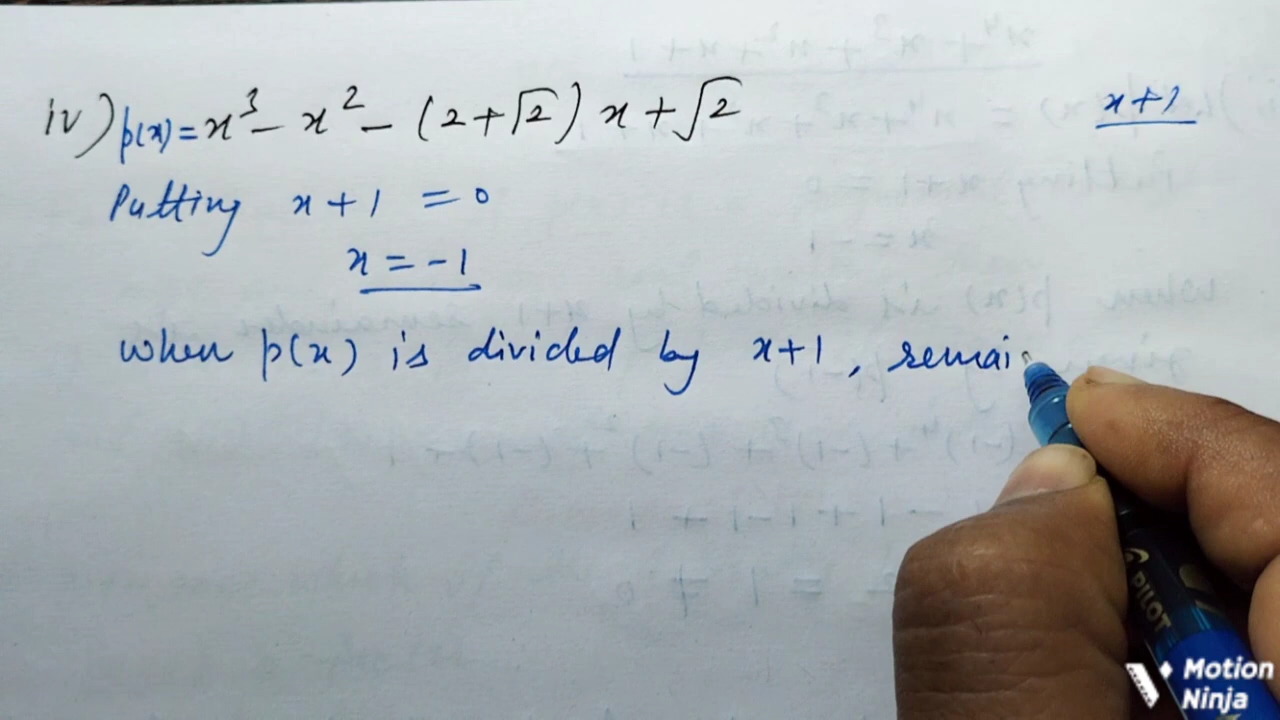 iv) p(x) = x³ - x² - (2+√2) x + √2
x+1
Putting x+1 = 0
x = -1
when p(x) is divided by x+1, remai
PILOT
Motion
Ninja